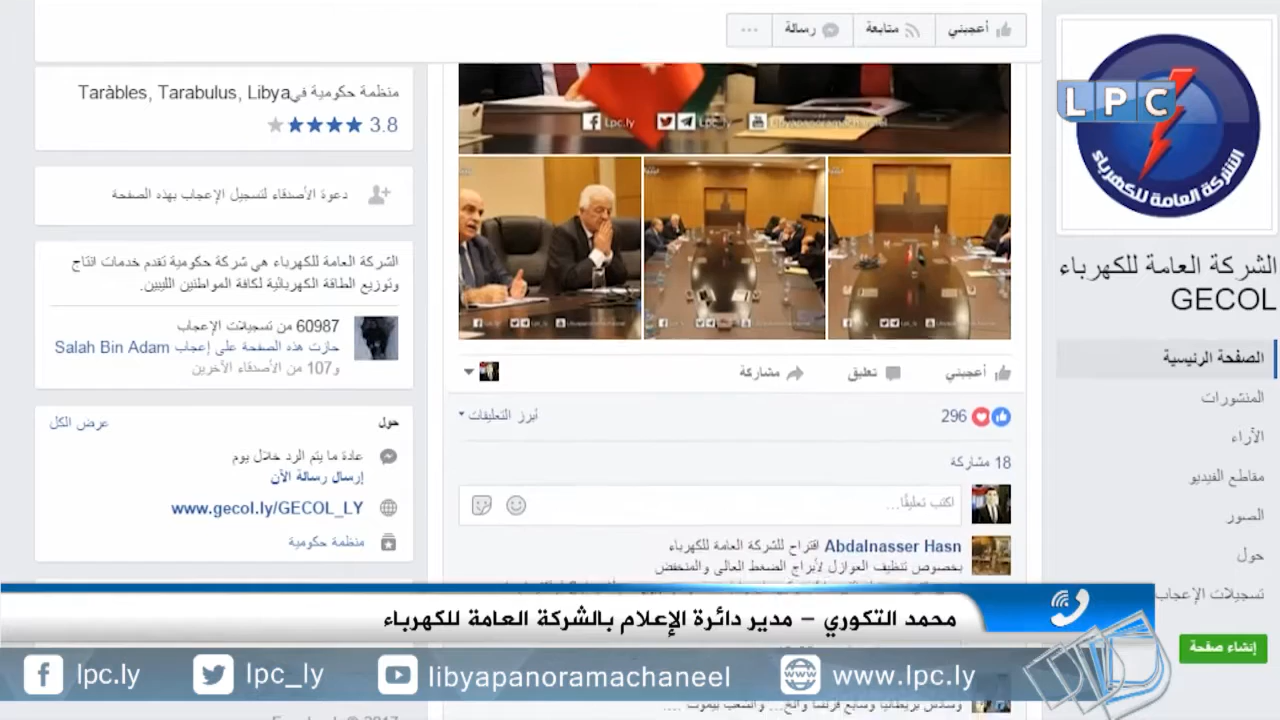 أعجبني
متابعة
رسالة
LPC
الشركة العامة للكهرباء
الشركة العامة للكهرباء
GECOL
الصفحة الرئيسية
المنشورات
الآراء
مقاطع الفيديو
الصور
حول
تسجيلات الإعجاب
إنشاء صفحة
Lpc.ly
Lpc_ly
libyapanoramachaneel
أعجبني
تعليق
مشاركة
296
أبرز التعليقات
18 مشاركة
اكتب تعليقًا...
Abdalnasser Hasn اقتراح للشركة العامة للكهرباء
بخصوص تنظيف العوازل لأبراج الضغط العالي والمنخفض
منظمة حكومية في Taràbles, Tarabulus, Libya
3.8
دعوة الأصدقاء لتسجيل الإعجاب بهذه الصفحة
الشركة العامة للكهرباء هي شركة حكومية تقدم خدمات انتاج
وتوزيع الطاقة الكهربائية لكافة المواطنين الليبين.
60987 من تسجيلات الإعجاب
حازت هذه الصفحة على إعجاب Salah Bin Adam
و107 من الأصدقاء الآخرين
حول
عرض الكل
عادة ما يتم الرد خلال يوم
إرسال رسالة الآن
www.gecol.ly/GECOL_LY
منظمة حكومية
محمد التكوري – مدير دائرة الإعلام بالشركة العامة للكهرباء
lpc.ly
lpc_ly
libyapanoramachaneel
www.lpc.ly